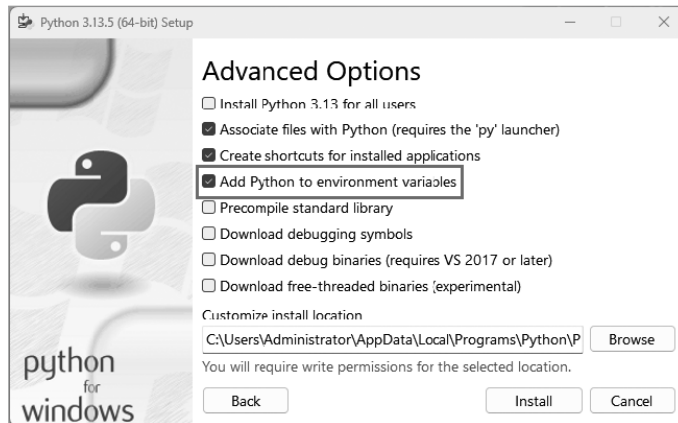 Python 3.13.5 (64-bit) Setup
Advanced Options
Install Python 3.13 for all users
Associate files with Python (requires the 'py' launcher)
Create shortcuts for installed applications
Add Python to environment variables
Precompile standard library
Download debugging symbols
Download debug binaries (requires VS 2017 or later)
Download free-threaded binaries (experimental)
Customize install location
C:\Users\Administrator\AppData\Local\Programs\Python\P
Browse
You will require write permissions for the selected location.
python
for
windows
Back
Install
Cancel